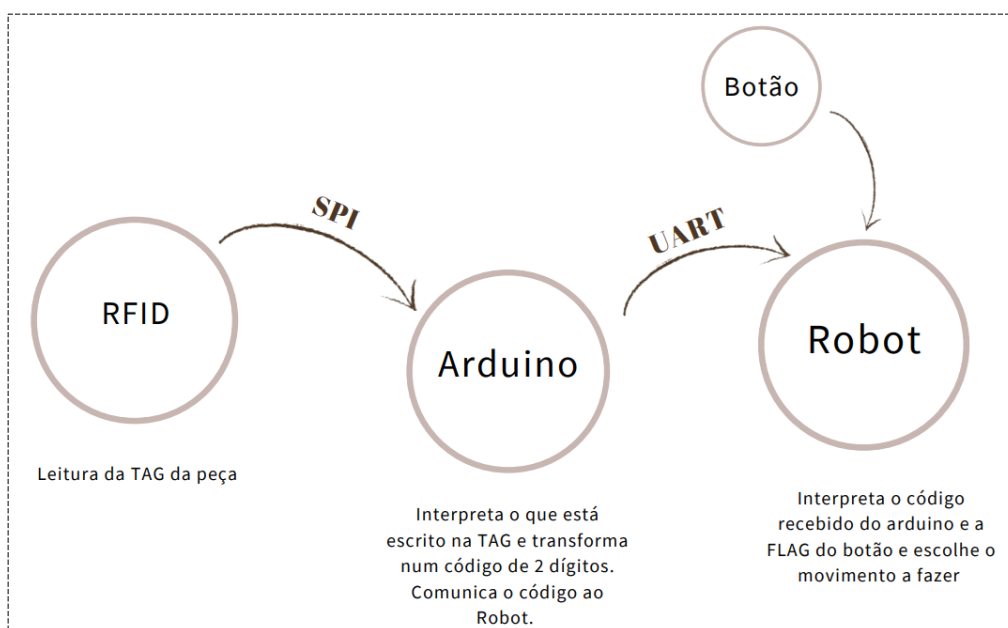 Botão
SPI
UART
RFID
Arduino
Robot
Leitura da TAG da peça
Interpreta o que está
escrito na TAG e transforma
num código de 2 dígitos.
Comunica o código ao
Robot.
Interpreta o código
recebido do arduino e a
FLAG do botão e escolhe o
movimento a fazer